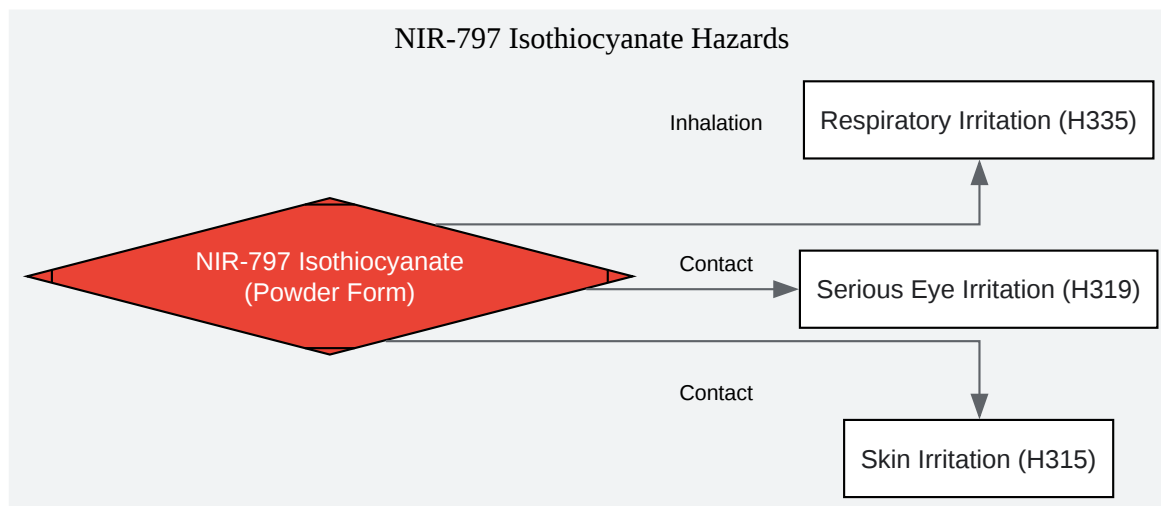 NIR-797 Isothiocyanate Hazards
Inhalation
Respiratory Irritation (H335)
NIR-797 Isothiocyanate
(Powder Form)
Contact
Serious Eye Irritation (H319)
Contact
Skin Irritation (H315)